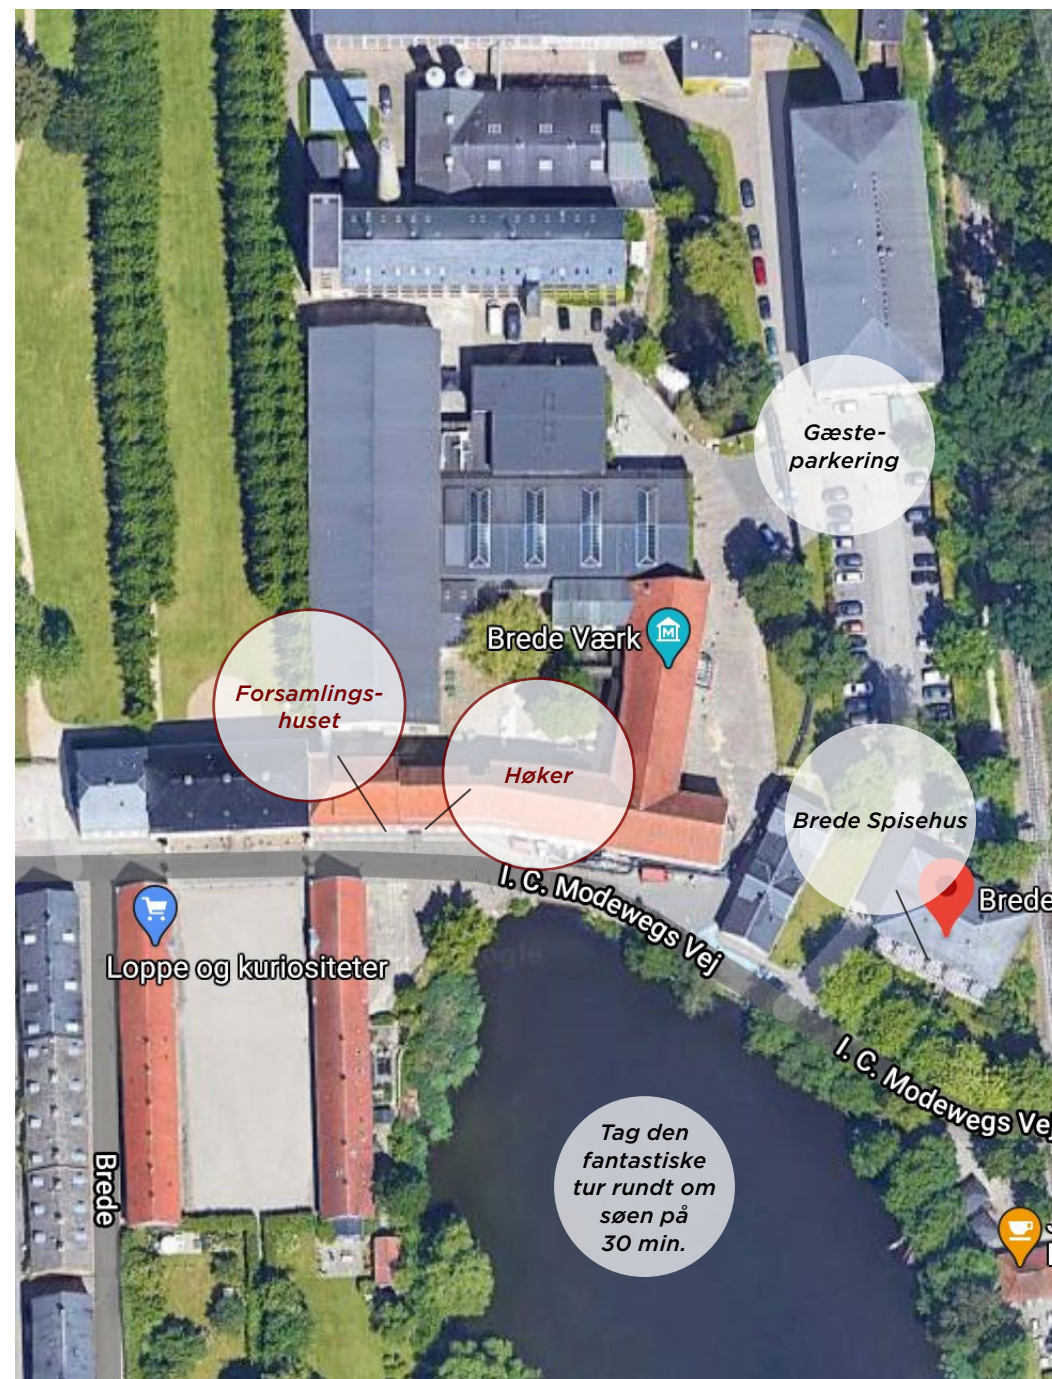 Gæste-
parkering
Brede Værk
Forsamlings-
huset
Høker
Brede Spisehus
I. C. Modewegs Vej
Brede
Loppe og kuriositeter
I. C. Modewegs Vej
Tag den
fantastiske
tur rundt om
søen på
30 min.
Brede